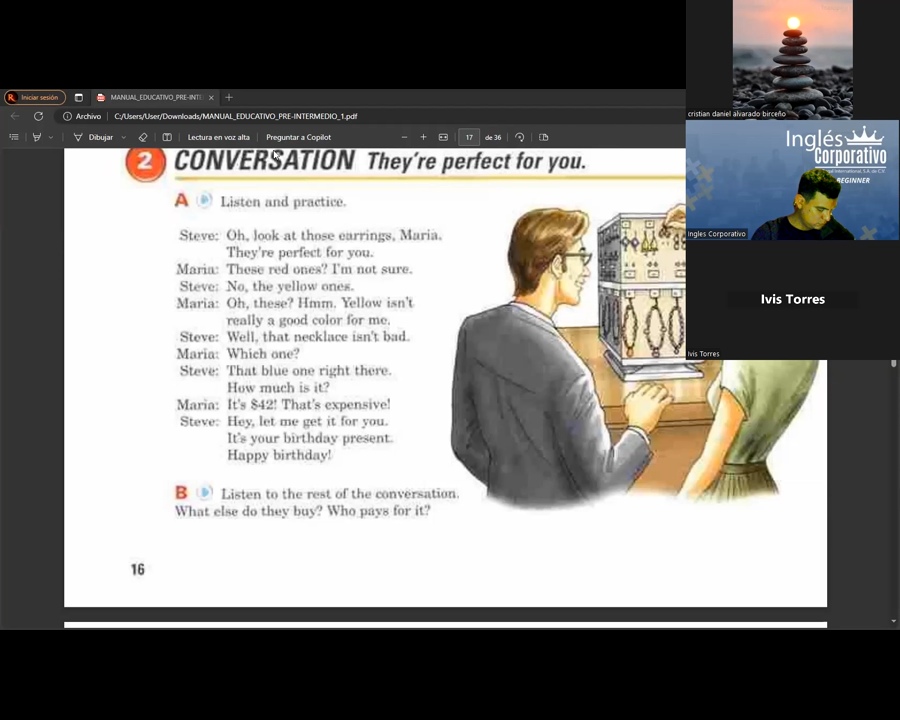 Iniciar sesión
MANUAL_EDUCATIVO_PRE-INT
Archivo
C:/Users/User/Downloads/MANUAL_EDUCATIVO_PRE-INTERMEDIO_1.pdf
Dibujar
Lectura en voz alta
Preguntar a Copilot
17
de 36
2 CONVERSATION They're perfect for you.
A Listen and practice.
Steve: Oh, look at those earrings, Maria.
They're perfect for you.
Maria: These red ones? I'm not sure.
Steve: No, the yellow ones.
Maria: Oh, these? Hmm. Yellow isn't
really a good color for me.
Steve: Well, that necklace isn't bad.
Maria: Which one?
Steve: That blue one right there.
How much is it?
Maria: It's $42! That's expensive!
Steve: Hey, let me get it for you.
It's your birthday present.
Happy birthday!
B Listen to the rest of the conversation.
What else do they buy? Who pays for it?
16
cristian daniel alvarado birceño
Inglés
Corporativo
BEGINNER
Ingles Corporativo
Ivis Torres
Ivis Torres